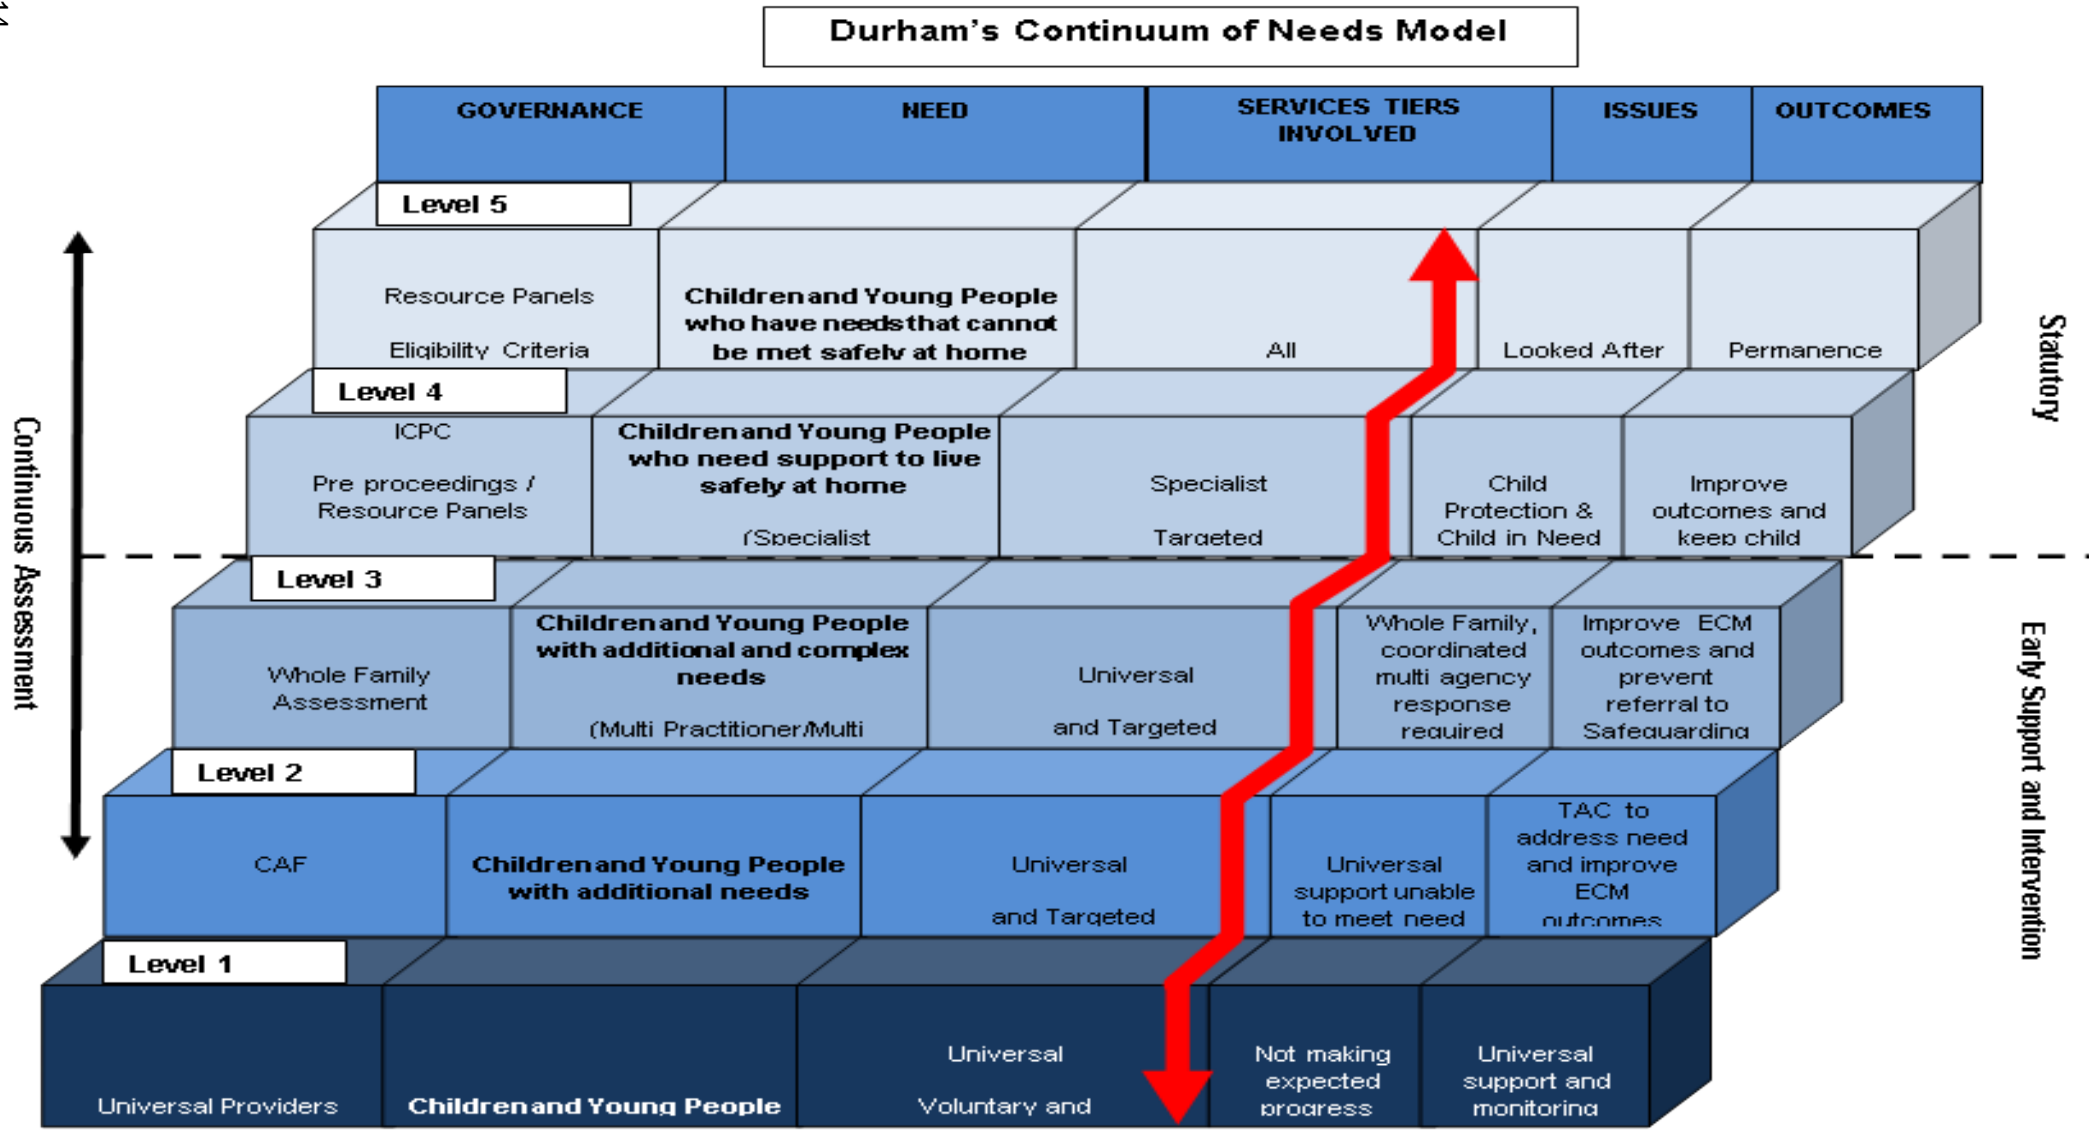 Durham's Continuum of Needs Model
GOVERNANCE
NEED
SERVICES TIERS
INVOLVED
ISSUES
OUTCOMES
Level 5
Resource Panels
Eligibility Criteria
Children and Young People
who have needs that cannot
be met safely at home
All
Looked After
Permanence
Level 4
ICPC
Pre proceedings /
Resource Panels
Children and Young People
who need support to live
safely at home
(Specialist
Specialist
Targeted
Child
Protection &
Child in Need
Improve
outcomes and
keep child
Level 3
Whole Family
Assessment
Children and Young People
with additional and complex
needs
(Multi Practitioner/Multi
Universal
and Targeted
Whole Family,
coordinated
multi agency
response
required
Improve ECM
outcomes and
prevent
referral to
Safeguarding
Level 2
CAF
Children and Young People
with additional needs
Universal
and Targeted
Universal
support unable
to meet need
TAC to
address need
and improve
ECM
outcomes
Level 1
Universal Providers
Children and Young People
Universal
Voluntary and
Not making
expected
progress
Universal
support and
monitoring
Continuous Assessment
Statutory
Early Support and Intervention